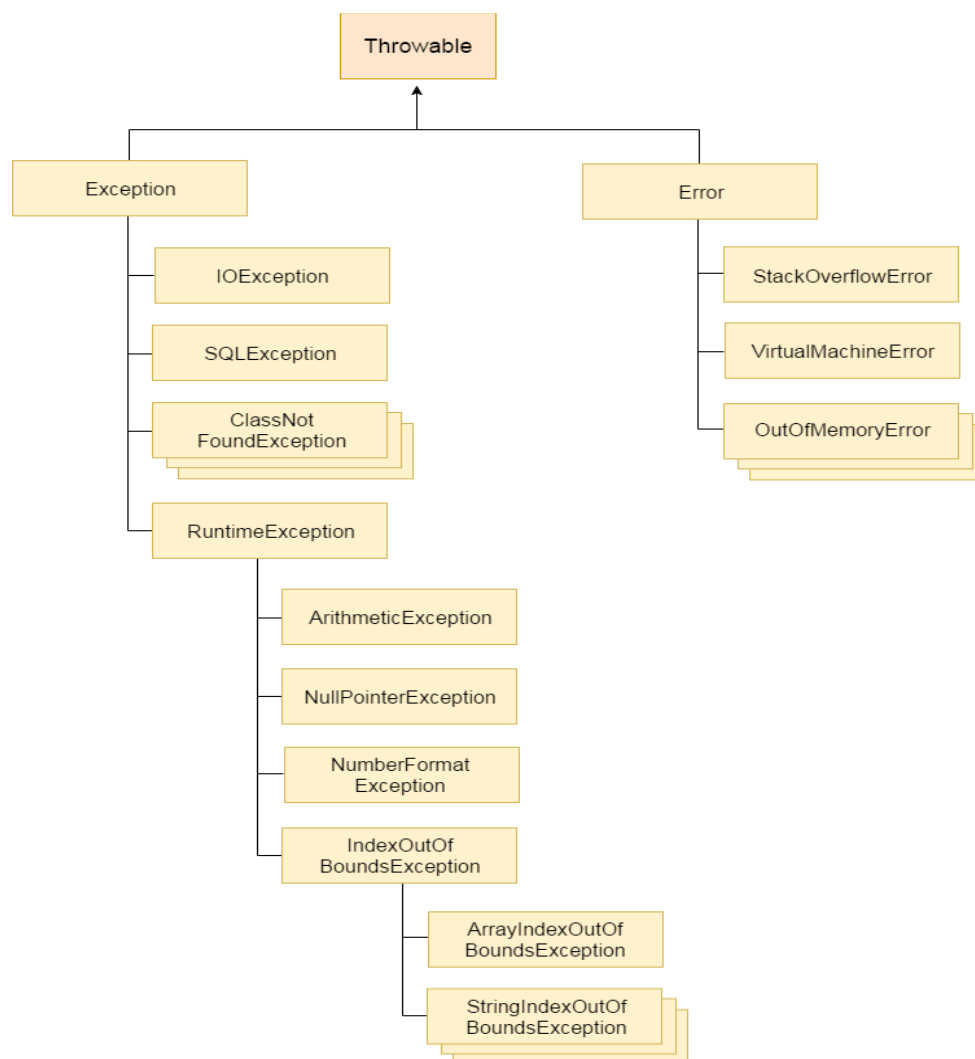 Throwable
Exception
Error
IOException
StackOverflowError
SQLException
VirtualMachineError
ClassNot
FoundException
OutOfMemoryError
RuntimeException
ArithmeticException
NullPointerException
NumberFormat
Exception
IndexOutOf
BoundsException
ArrayIndexOutOf
BoundsException
StringIndexOutOf
BoundsException